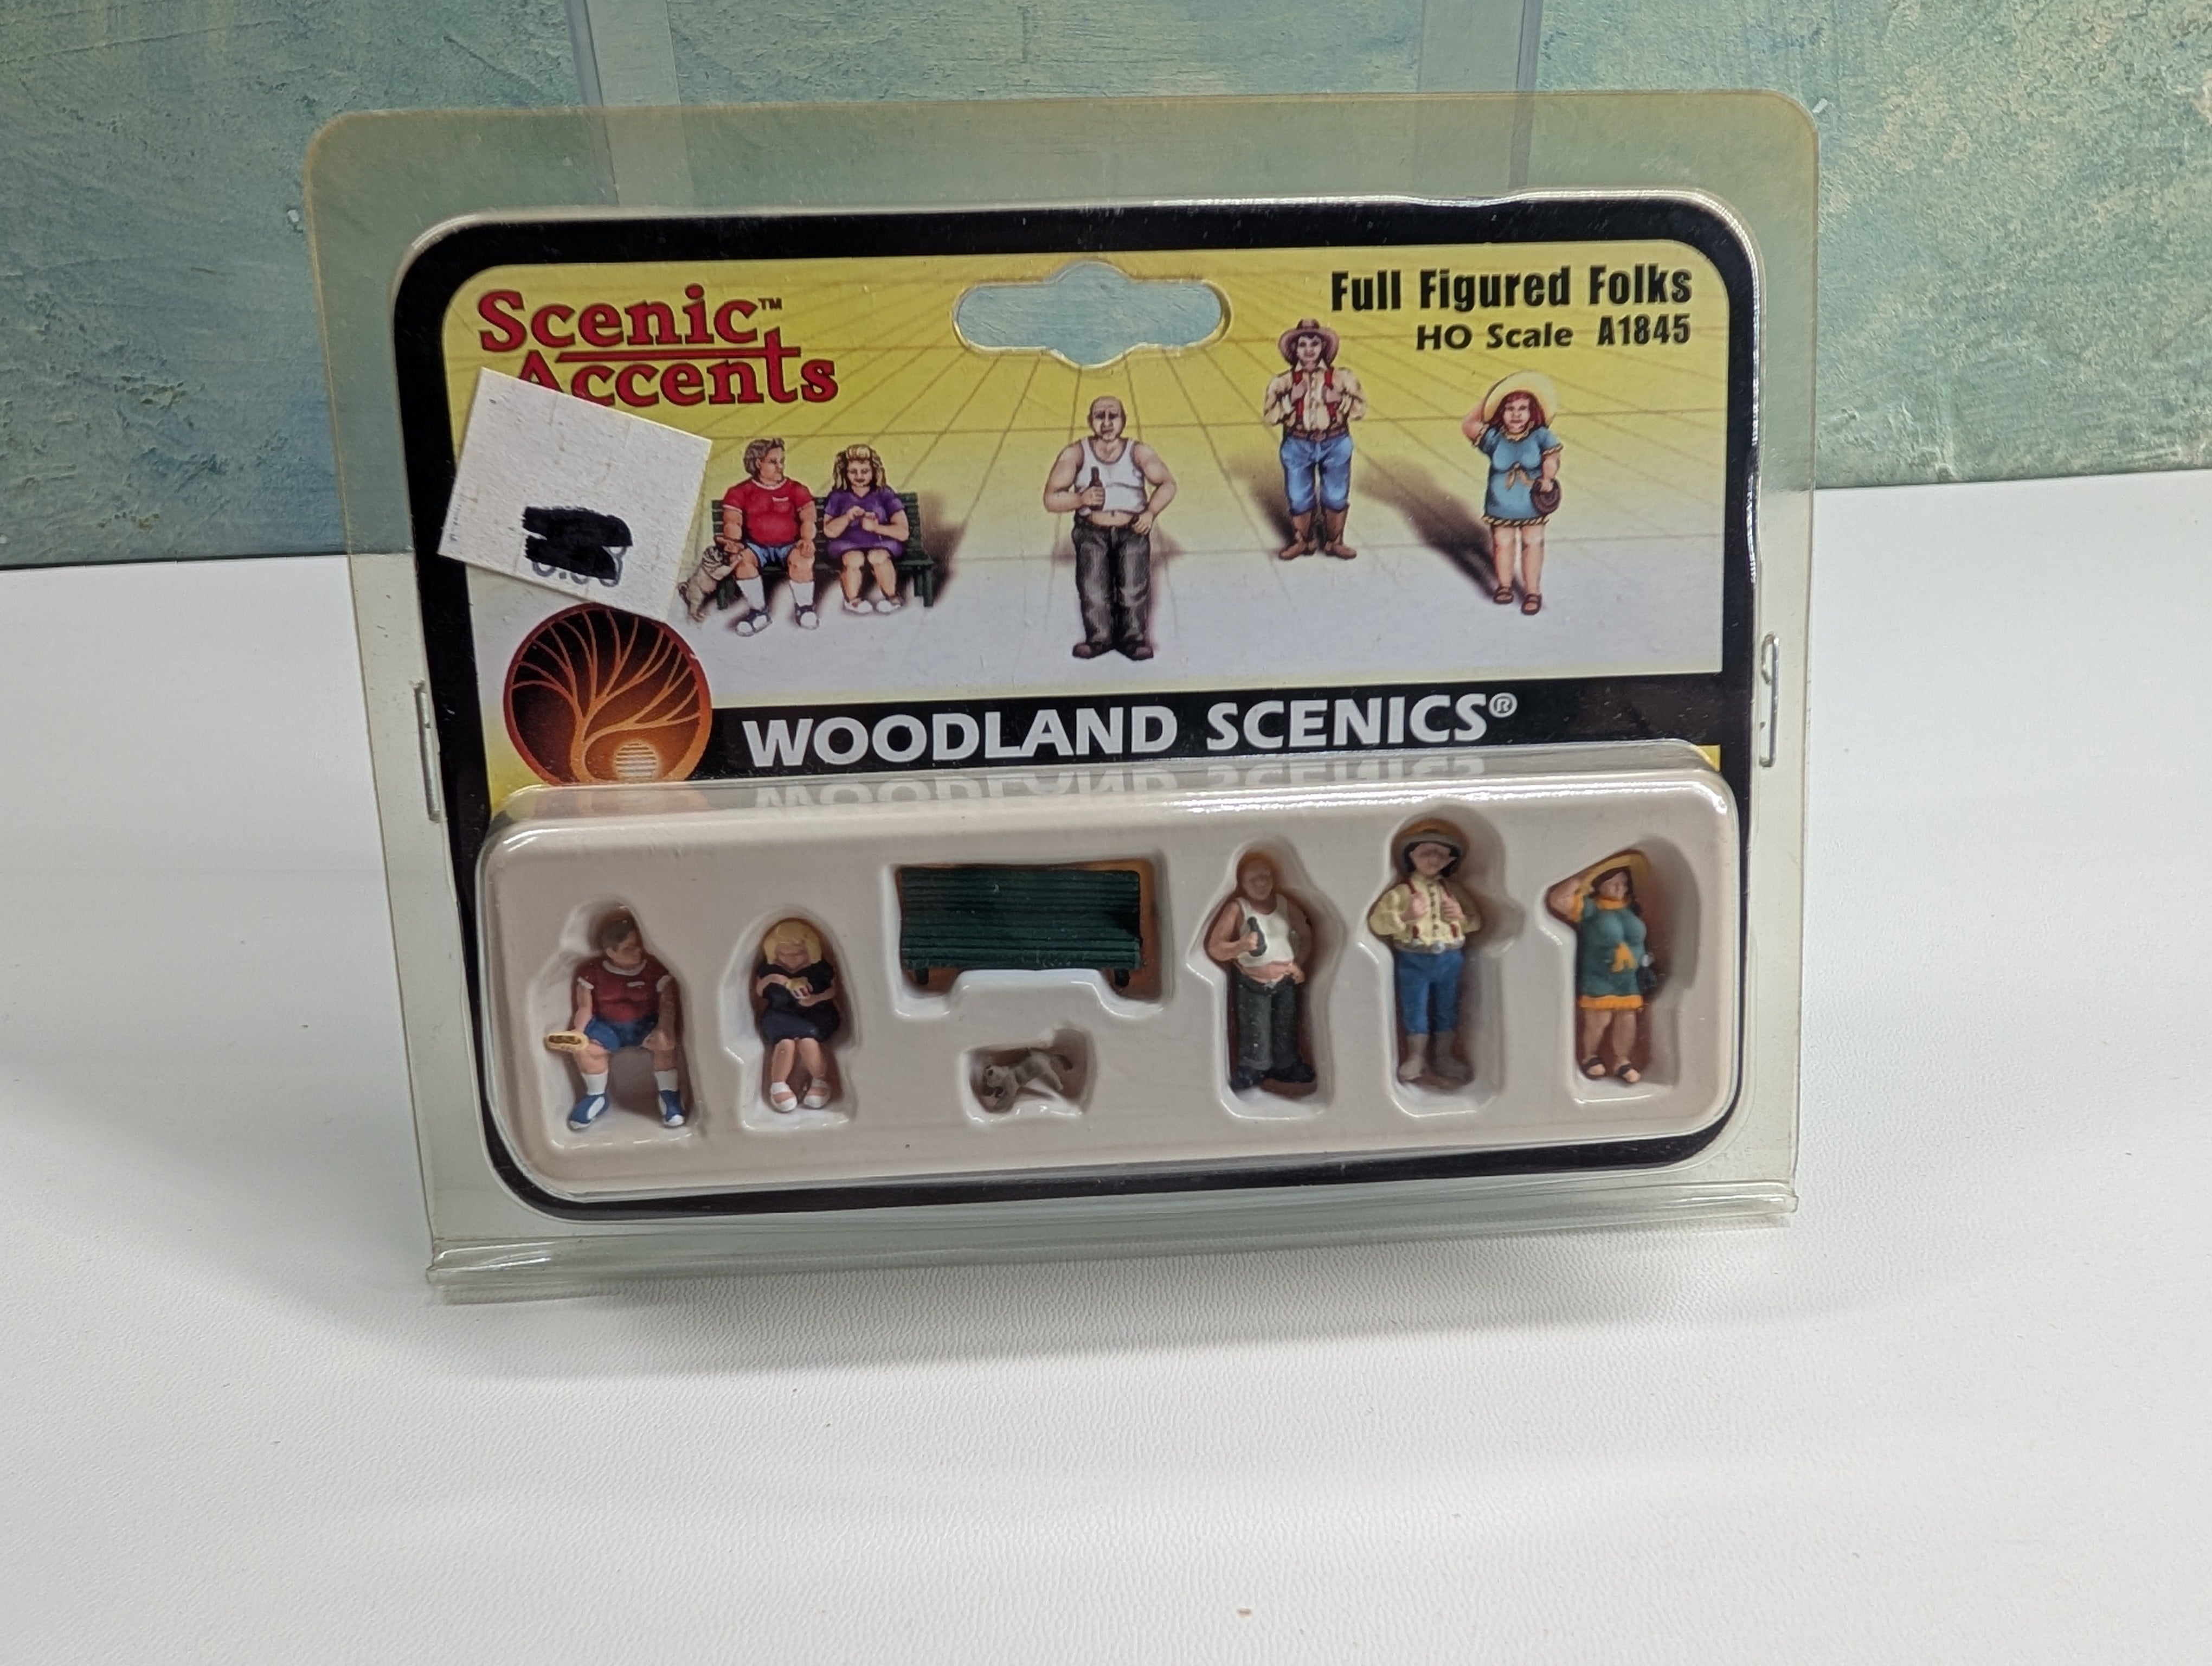 Scenic™
Accents
Full Figured Folks
HO Scale A1845
WOODLAND SCENICS®